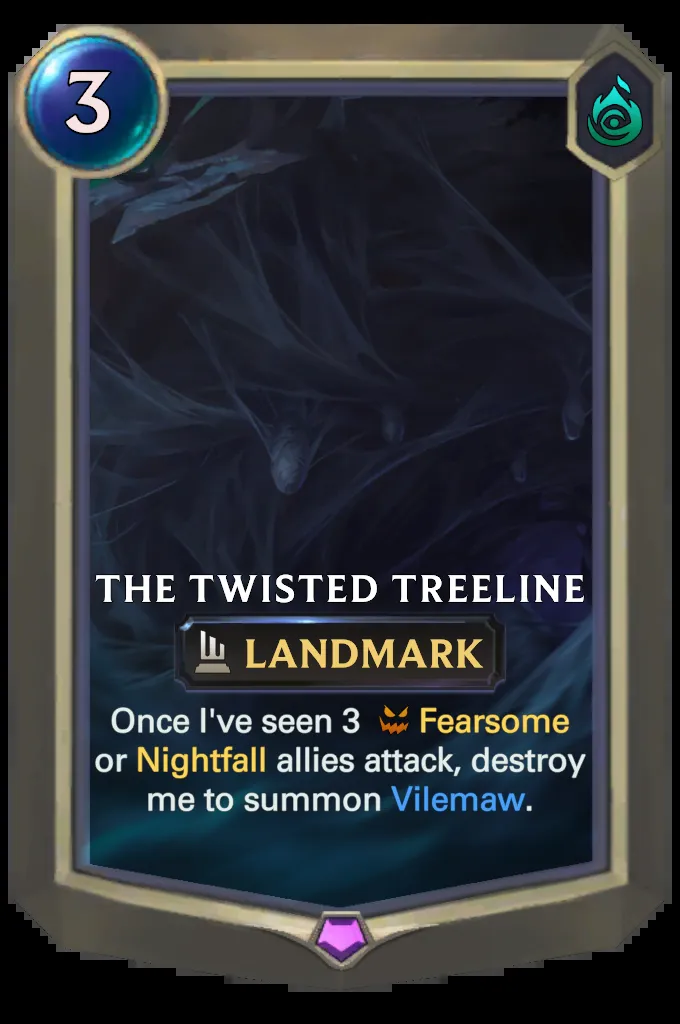 3
THE TWISTED TREELINE
LANDMARK
Once I've seen 3 Fearsome
or Nightfall allies attack, destroy
me to summon Vilemaw.